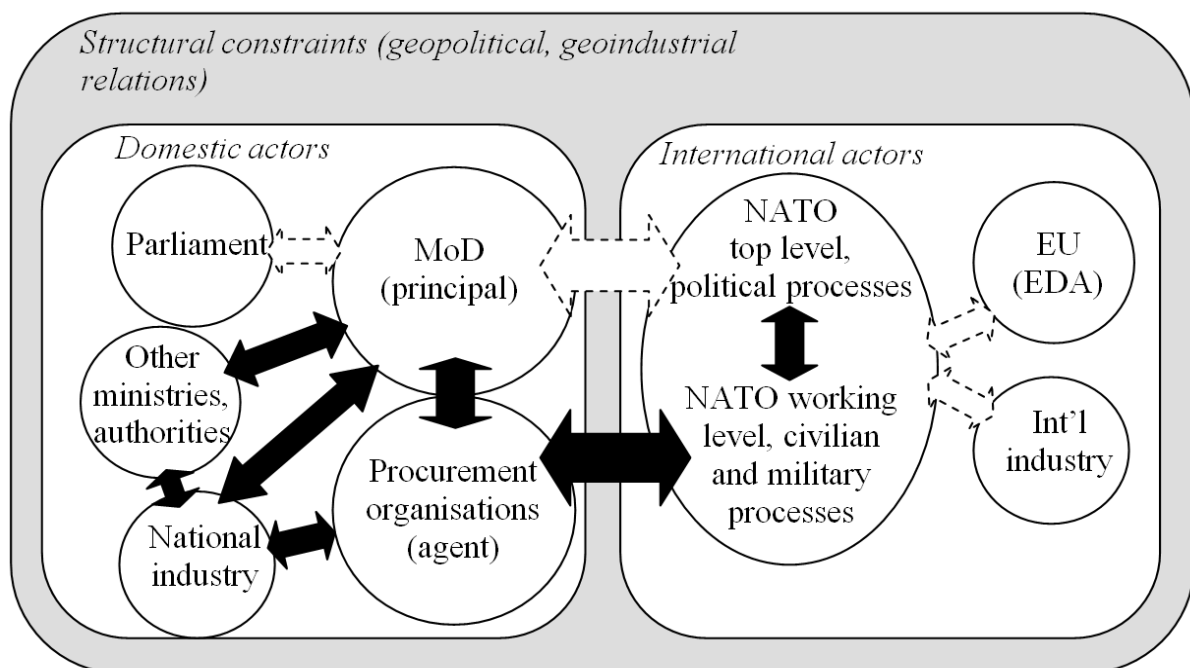 Structural constraints (geopolitical, geoindustrial
relations)
Domestic actors
Parliament
MoD
(principal)
Other
ministries,
authorities
National
industry
Procurement
organisations
(agent)
International actors
NATO
top level,
political processes
NATO working
level, civilian
and military
processes
EU
(EDA)
Int'l
industry